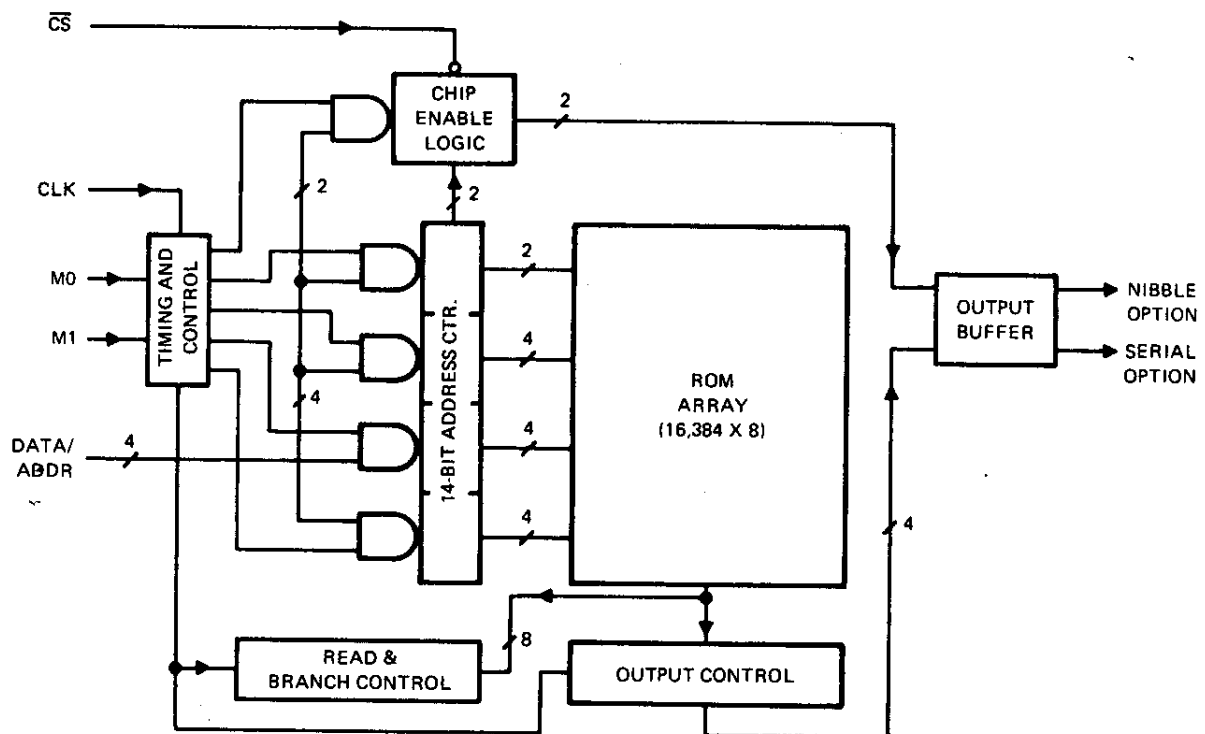 CS
CHIP
ENABLE
LOGIC
2
CLK
2
2
TIMING AND
CONTROL
M0
M1
14-BIT ADDRESS CTR.
2
4
4
4
4
ROM
ARRAY
(16,384 X 8)
OUTPUT
BUFFER
NIBBLE
OPTION
SERIAL
OPTION
DATA/
ADDR
4
4
8
READ &
BRANCH CONTROL
OUTPUT CONTROL